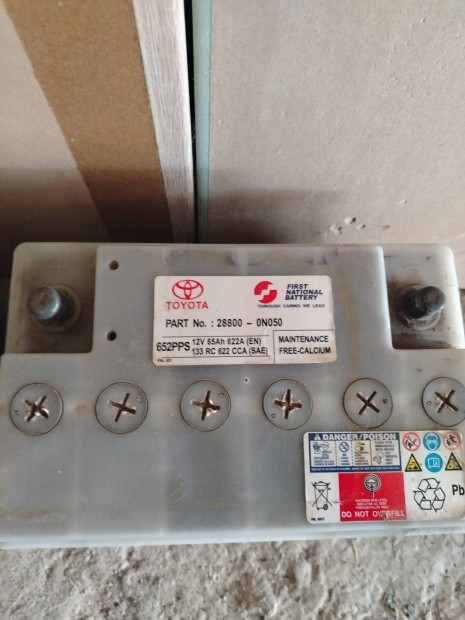 TOYOTA
FIRST
NATIONAL
BATTERY
THROUGH CARING WE LEAD
PART No. : 28800 - 0N050
652PPS 12V 65Ah 622A (EN)
133 RC 622 CCA (SAE)
MAINTENANCE
FREE-CALCIUM
DANGER/POISON
DO NOT OVERFILL
Pb